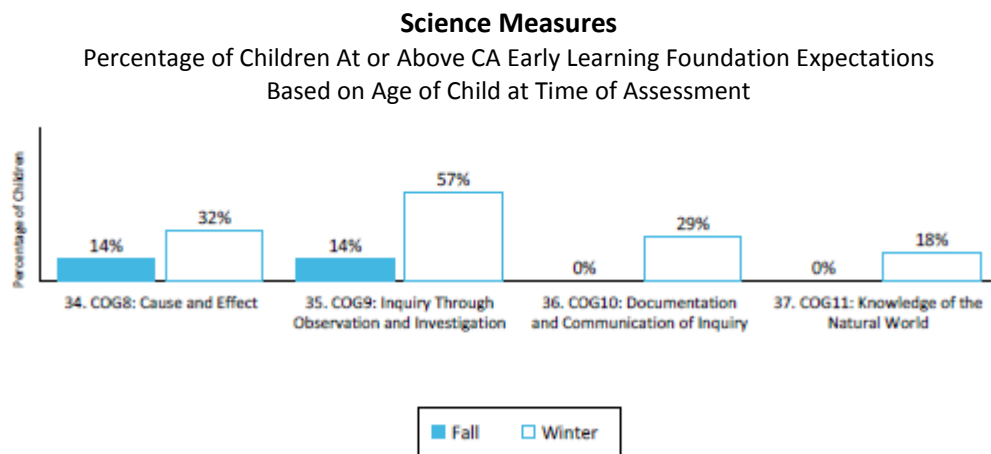 Science Measures
Percentage of Children At or Above CA Early Learning Foundation Expectations
Based on Age of Child at Time of Assessment
Percentage of Children
14%
32%
14%
57%
0%
29%
0%
18%
34. COG8: Cause and Effect
35. COG9: Inquiry Through
Observation and Investigation
36. COG10: Documentation
and Communication of Inquiry
37. COG11: Knowledge of the
Natural World
Fall
Winter